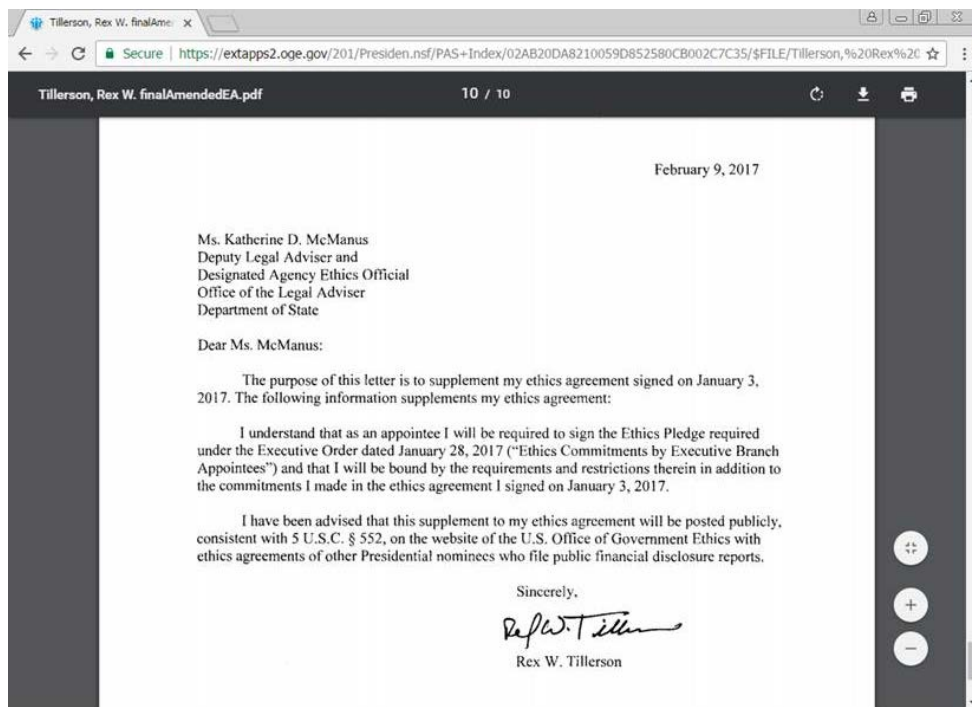 Tillerson, Rex W. finalAme
Secure | https://extapps2.oge.gov/201/Presiden.nsf/PAS+Index/02AB20DA8210059D852580CB002C7C35/$FILE/Tillerson,%20Rex%2
Tillerson, Rex W. finalAmendedEA.pdf
10 / 10
February 9, 2017
Ms. Katherine D. McManus
Deputy Legal Adviser and
Designated Agency Ethics Official
Office of the Legal Adviser
Department of State
Dear Ms. McManus:
The purpose of this letter is to supplement my ethics agreement signed on January 3,
2017. The following information supplements my ethics agreement:
I understand that as an appointee I will be required to sign the Ethics Pledge required
under the Executive Order dated January 28, 2017 (“Ethics Commitments by Executive Branch
Appointees”) and that I will be bound by the requirements and restrictions therein in addition to
the commitments I made in the ethics agreement I signed on January 3, 2017.
I have been advised that this supplement to my ethics agreement will be posted publicly,
consistent with 5 U.S.C. § 552, on the website of the U.S. Office of Government Ethics with
ethics agreements of other Presidential nominees who file public financial disclosure reports.
Sincerely,
Rex W. Tillerson
Rex W. Tillerson